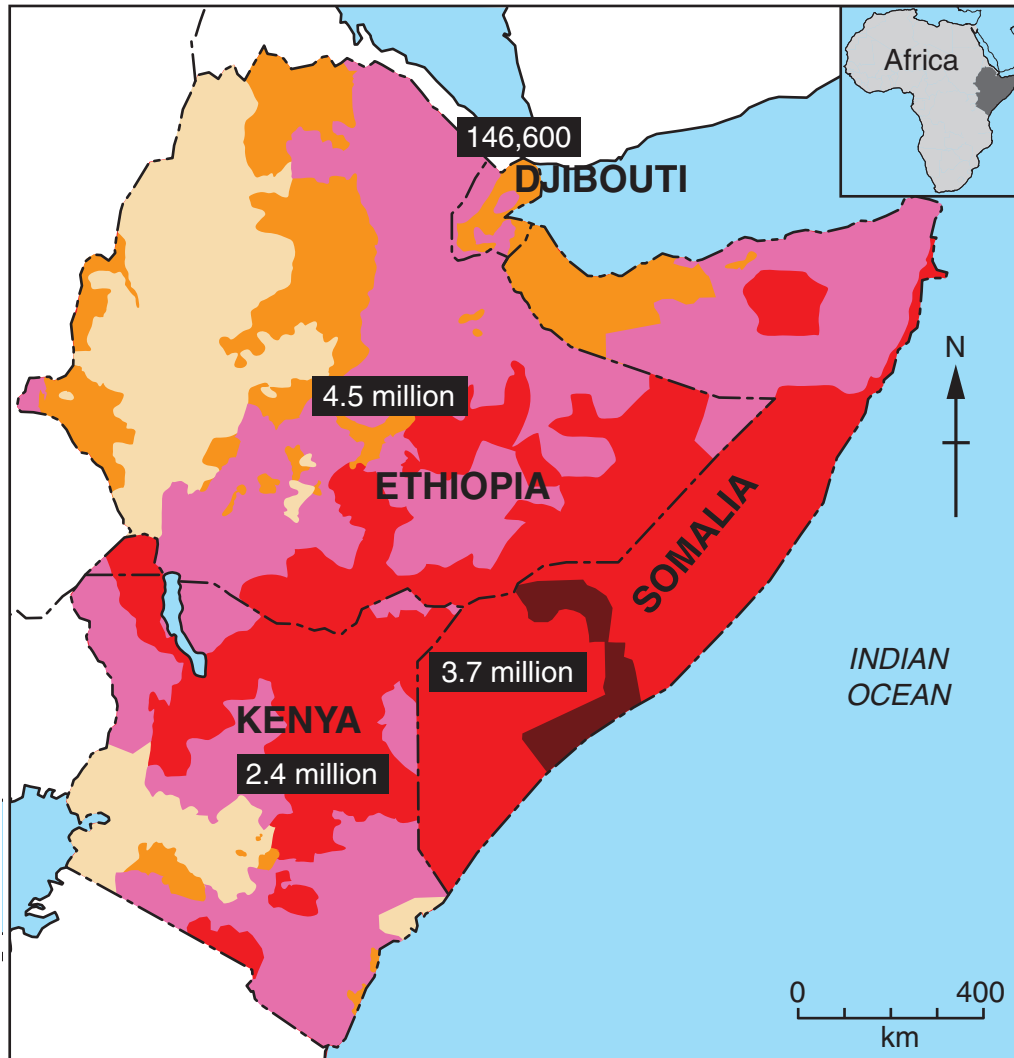 Africa
146,600
DJIBOUTI
N
4.5 million
ETHIOPIA
SOMALIA
3.7 million
INDIAN
OCEAN
KENYA
2.4 million
0 400
km